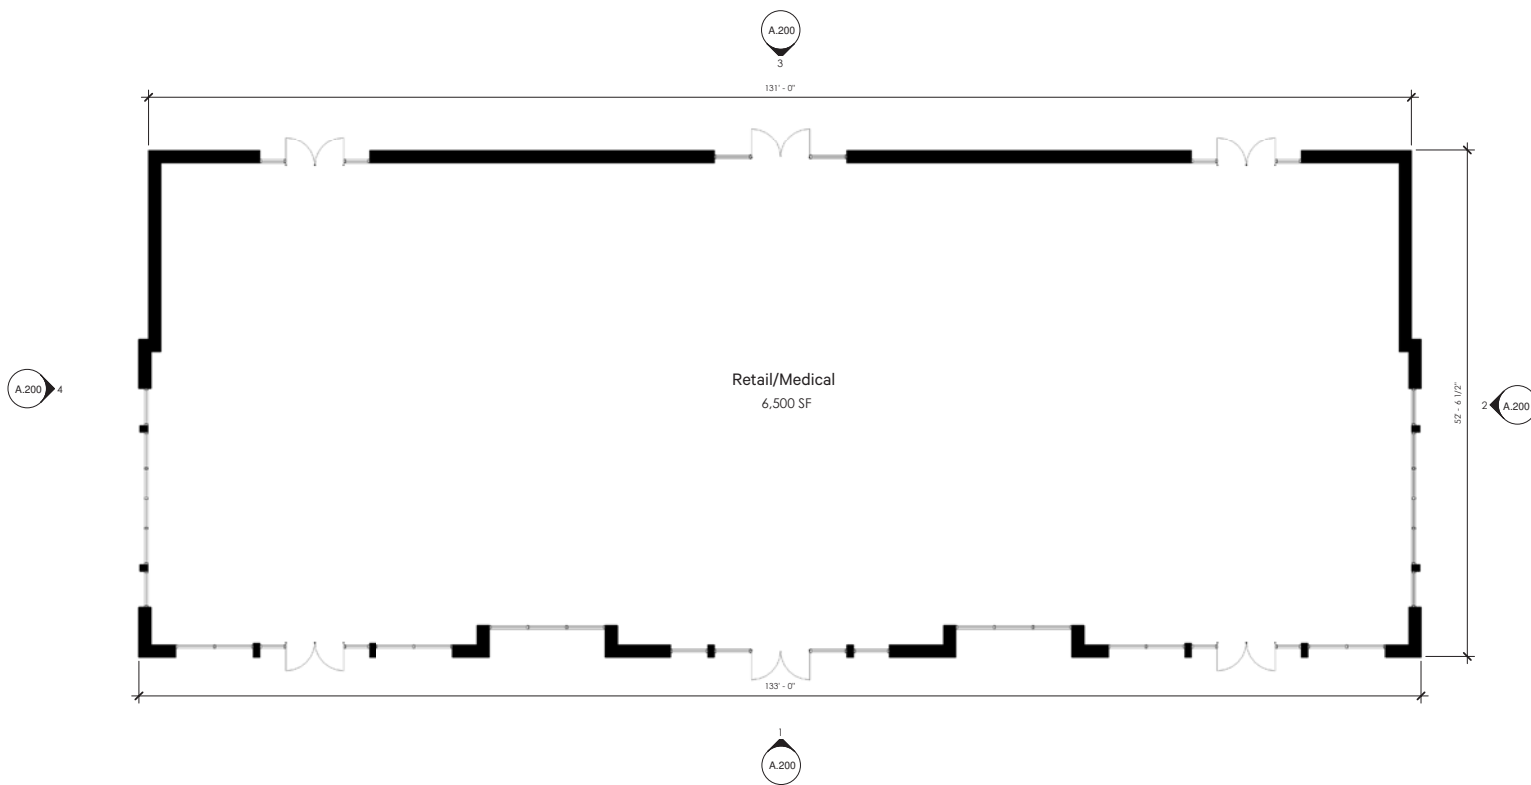 A.200
3
131' - 0"
A.200
4
Retail/Medical
6,500 SF
52' - 6 1/2"
2
A.200
133' - 0"
1
A.200